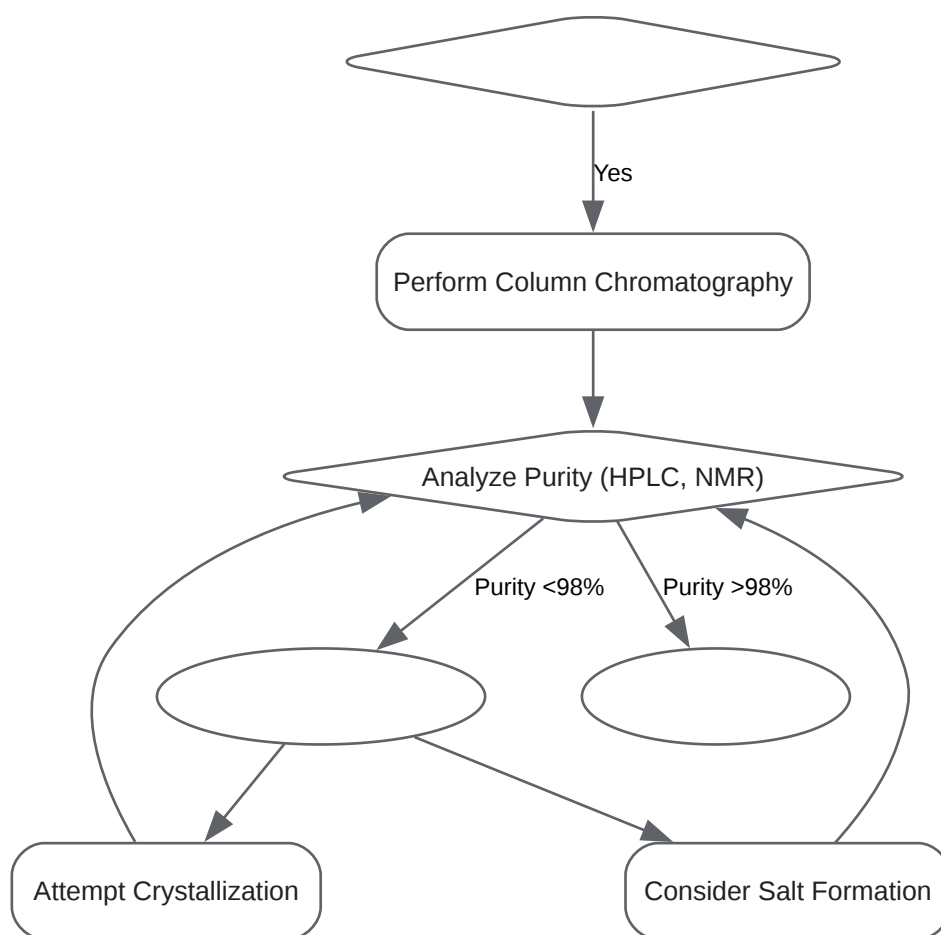 Yes
Perform Column Chromatography
Analyze Purity (HPLC, NMR)
Purity <98%
Purity >98%
Attempt Crystallization
Consider Salt Formation